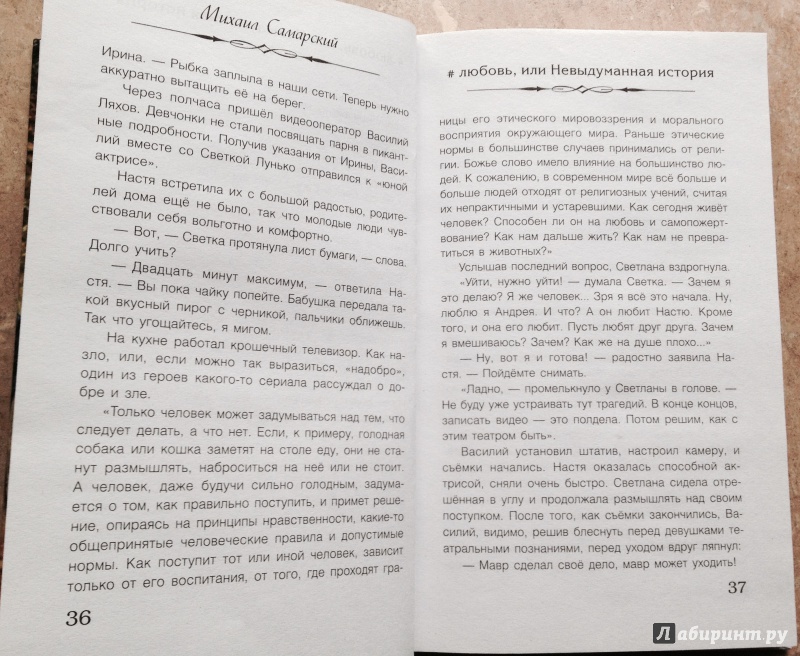 Михаил Самарский
Ирина. — Рыбка заплыла в наши сети. Теперь нужно
аккуратно вытащить её на берег.
Через полчаса пришёл видеооператор Василий
Ляхов. Девчонки не стали посвящать парня в пикант-
ные подробности. Получив указания от Ирины, Васи-
лий вместе со Светкой Лунько отправился к «юной
актрисе».
Настя встретила их с большой радостью, родите-
лей дома ещё не было, так что молодые люди чув-
ствовали себя вольготно и комфортно.
— Вот, — Светка протянула лист бумаги, — слова.
Долго учить?
— Двадцать минут максимум, — ответила На-
стя. — Вы пока чайку попейте. Бабушка передала та-
кой вкусный пирог с черникой, пальчики оближешь.
Так что угощайтесь, я мигом.
На кухне работал крошечный телевизор. Как на-
зло, или, если можно так выразиться, «надобро»,
один из героев какого-то сериала рассуждал о до-
бре и зле.
«Только человек может задумываться над тем, что
следует делать, а что нет. Если, к примеру, голодная
собака или кошка заметят на столе еду, они не ста-
нут размышлять, наброситься на неё или не стоит.
А человек, даже будучи сильно голодным, задума-
ется о том, как правильно поступить, и примет реше-
ние, опираясь на принципы нравственности, какие-то
общепринятые человеческие правила и допустимые
нормы. Как поступит тот или иной человек, зависит
только от его воспитания, от того, где проходят гра-
36
# любовь, или Невыдуманная история
ницы его этического мировоззрения и морального
восприятия окружающего мира. Раньше этические
нормы в большинстве случаев принимались от рели-
гии. Божье слово имело влияние на большинство лю-
дей. К сожалению, в современном мире всё больше и
больше людей отходят от религиозных учений, считая
их непрактичными и устаревшими. Как сегодня живёт
человек? Способен ли он на любовь и самопожерт-
вование? Как нам дальше жить? Как нам не превра-
титься в животных?»
Услышав последний вопрос, Светлана вздрогнула.
«Уйти, нужно уйти! — думала Светка. — Зачем я
это делаю? Я же человек... Зря я всё это начала. Ну,
люблю я Андрея. И что? А он любит Настю. Кроме
того, и она его любит. Пусть любят друг друга. Зачем
я вмешиваюсь? Зачем? Как же на душе плохо...»
— Ну, вот я и готова! — радостно заявила На-
стя. — Пойдёмте снимать.
«Ладно, — промелькнуло у Светланы в голове. —
Не буду уже устраивать тут трагедий. В конце концов,
записать видео — это полдела. Потом решим, как с
этим театром быть».
Василий установил штатив, настроил камеру, и
съёмки начались. Настя оказалась способной ак-
трисой, сняли очень быстро. Светлана сидела отре-
шённая в углу и продолжала размышлять над своим
поступком. После того, как съёмки закончились, Ва-
силий, видимо, решив блеснуть перед девушками те-
атральными познаниями, перед уходом вдруг ляпнул:
— Мавр сделал своё дело, мавр может уходить!
37
Лабиринт.ру